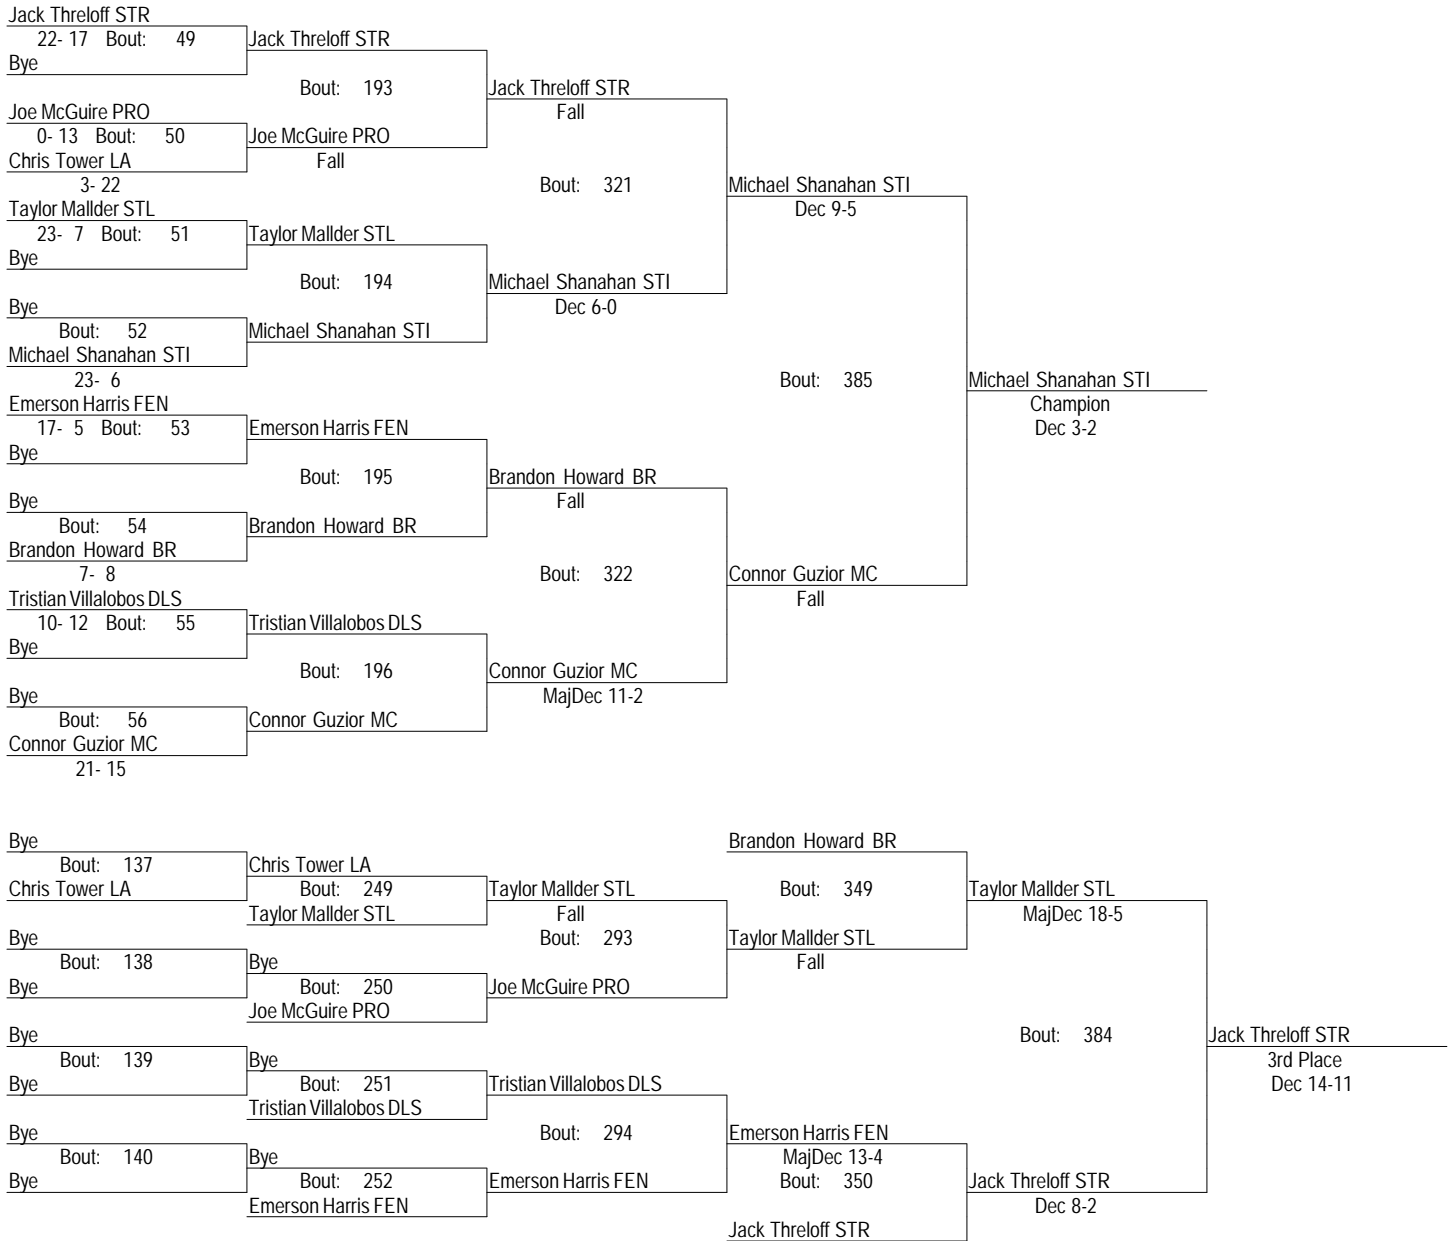 Jack Threloff STR
22- 17 Bout: 49 Jack Threloff STR
Bye
Bout: 193 Jack Threloff STR
Joe McGuire PRO Fall
0- 13 Bout: 50 Joe McGuire PRO
Chris Tower LA Fall
3- 22 Bout: 321 Michael Shanahan STI
Taylor Mallder STL Dec 9-5
23- 7 Bout: 51 Taylor Mallder STL
Bye
Bout: 194 Michael Shanahan STI
Bye Dec 6-0
Bout: 52 Michael Shanahan STI
Michael Shanahan STI
23- 6 Bout: 385 Michael Shanahan STI
Emerson Harris FEN Champion
17- 5 Bout: 53 Emerson Harris FEN Dec 3-2
Bye
Bout: 195 Brandon Howard BR
Bye Fall
Bout: 54 Brandon Howard BR
Brandon Howard BR
7- 8 Bout: 322 Connor Guzior MC
Tristian Villalobos DLS Fall
10- 12 Bout: 55 Tristian Villalobos DLS
Bye
Bout: 196 Connor Guzior MC
Bye MajDec 11-2
Bout: 56 Connor Guzior MC
Connor Guzior MC
21- 15
Bye Brandon Howard BR
Bout: 137 Chris Tower LA
Chris Tower LA Bout: 249 Taylor Mallder STL Bout: 349 Taylor Mallder STL
Taylor Mallder STL Fall MajDec 18-5
Bye Bout: 293 Taylor Mallder STL
Bout: 138 Bye Fall
Bye Bout: 250 Joe McGuire PRO
Joe McGuire PRO
Bye Bout: 384 Jack Threloff STR
Bout: 139 Bye 3rd Place
Bye Bout: 251 Tristian Villalobos DLS Dec 14-11
Tristian Villalobos DLS
Bye Bout: 294 Emerson Harris FEN
Bout: 140 Bye MajDec 13-4
Bye Bout: 252 Emerson Harris FEN Bout: 350 Jack Threloff STR
Emerson Harris FEN Dec 8-2
Jack Threloff STR